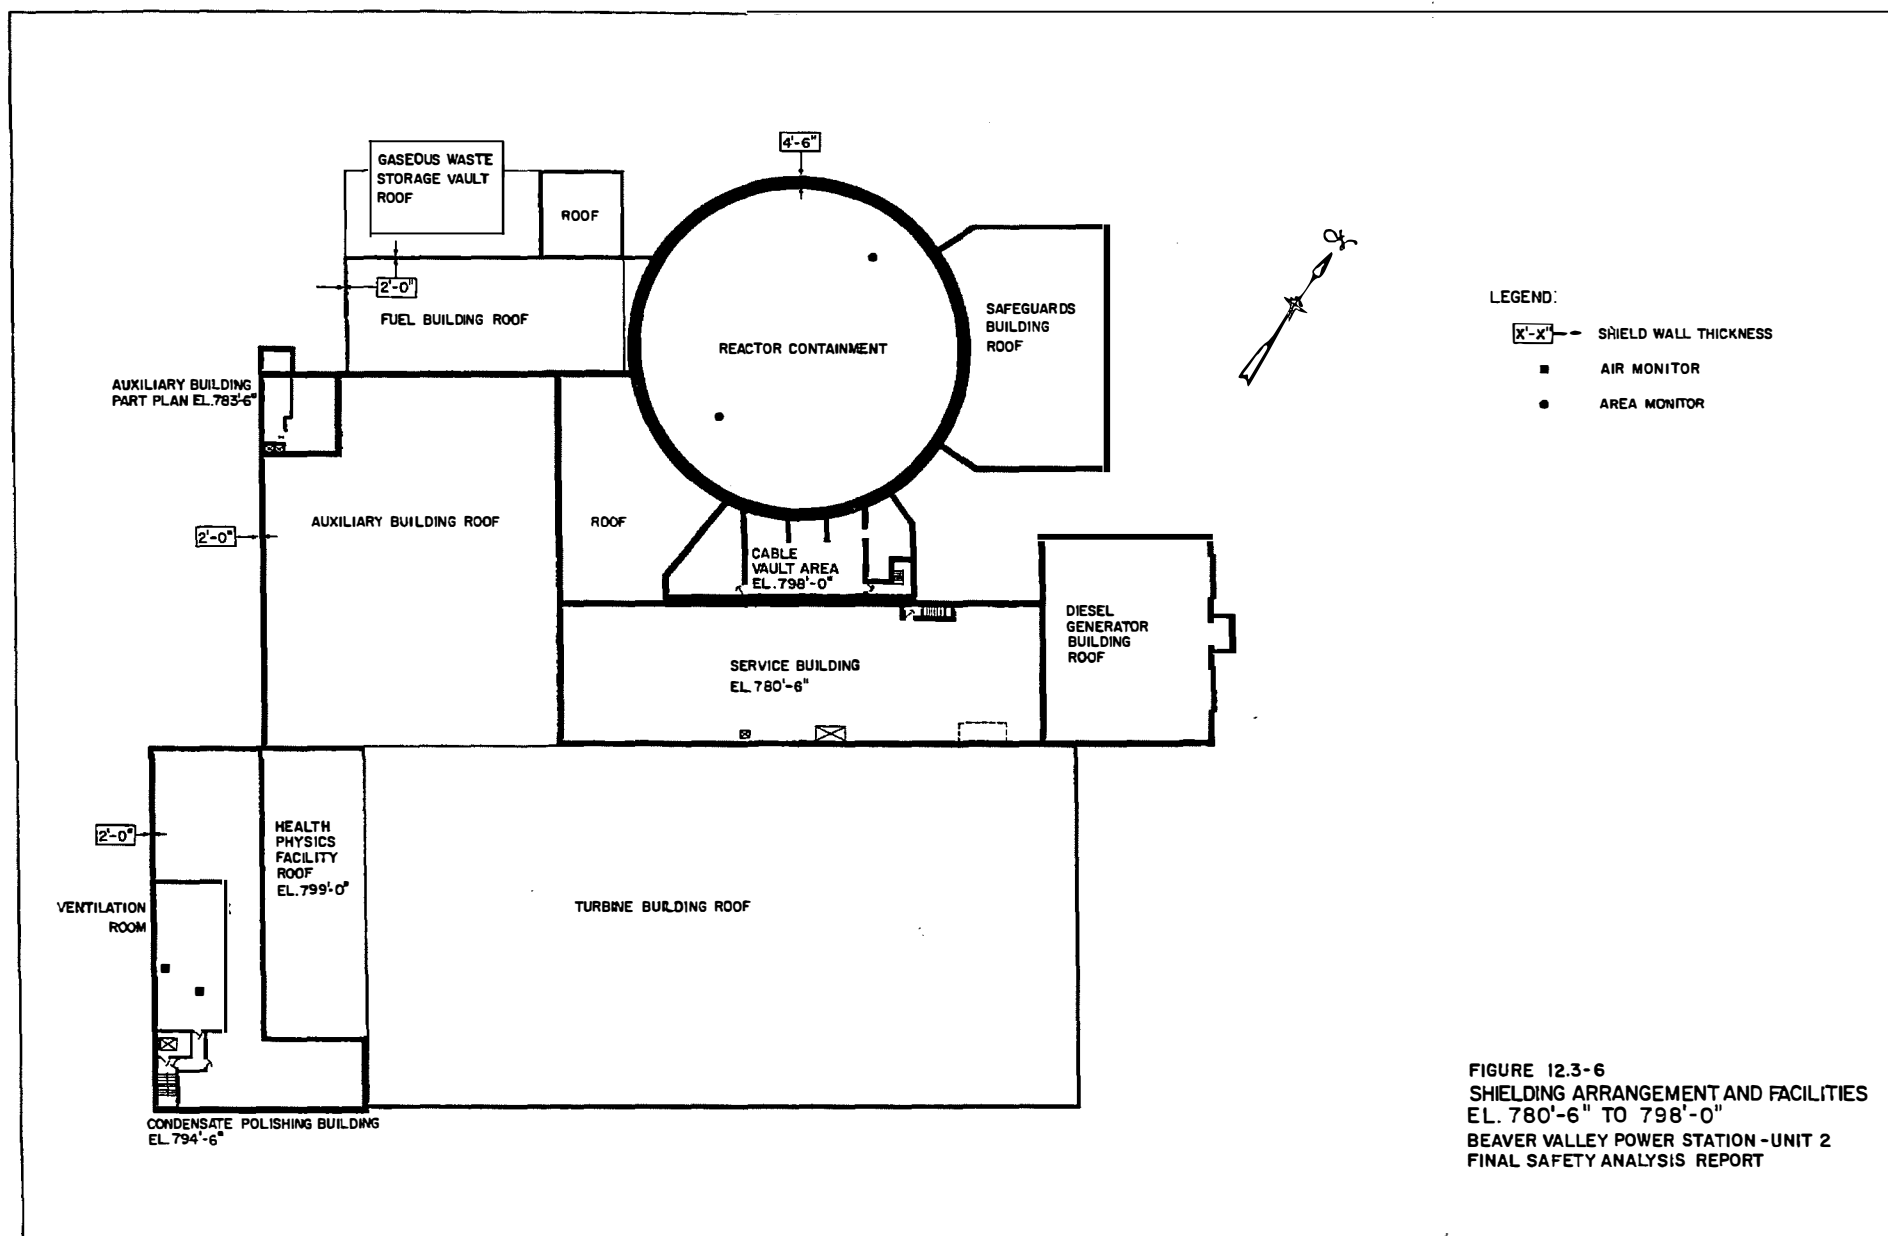 4'-6"
GASEOUS WASTE
STORAGE VAULT
ROOF
ROOF
2'-0"
FUEL BUILDING ROOF
SAFEGUARDS
BUILDING
ROOF
REACTOR CONTAINMENT
LEGEND:
X'-X" SHIELD WALL THICKNESS
AIR MONITOR
AREA MONITOR
AUXILIARY BUILDING
PART PLAN EL.783'-6"
2'-0"
AUXILIARY BUILDING ROOF
ROOF
CABLE
VAULT AREA
EL.798'-0"
DIESEL
GENERATOR
BUILDING
ROOF
SERVICE BUILDING
EL.780'-6"
2'-0"
HEALTH
PHYSICS
FACILITY
ROOF
EL.799'-0"
VENTILATION
ROOM
TURBINE BUILDING ROOF
CONDENSATE POLISHING BUILDING
EL.794'-6"
FIGURE 12.3-6
SHIELDING ARRANGEMENT AND FACILITIES
EL. 780'-6" TO 798'-0"
BEAVER VALLEY POWER STATION-UNIT 2
FINAL SAFETY ANALYSIS REPORT